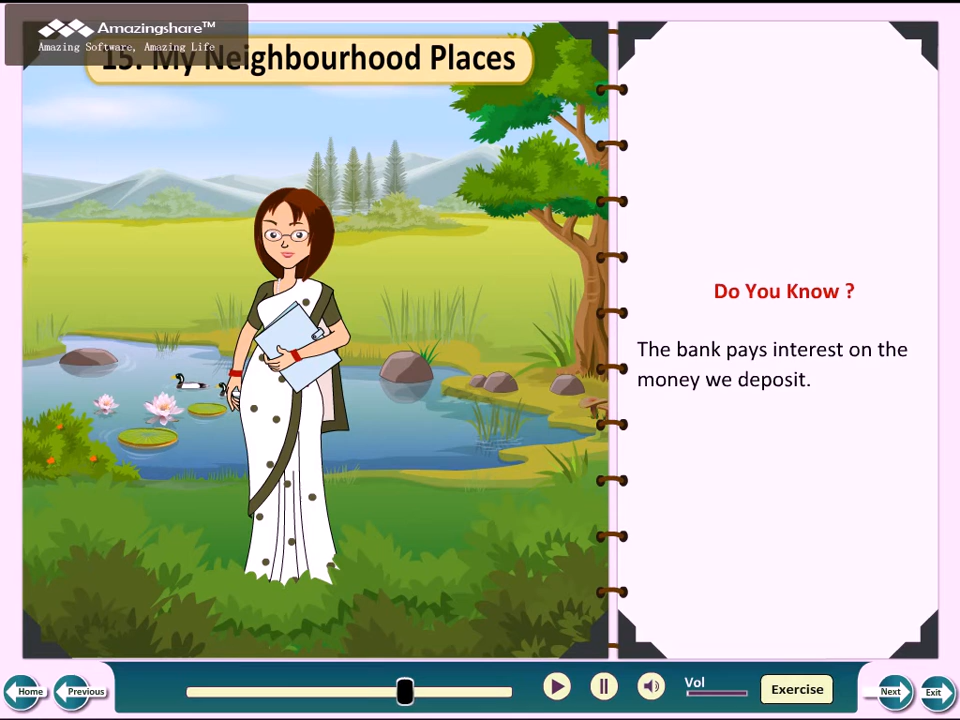 Amazingshare™
Amazing Software, Amazing Life
15. My Neighbourhood Places
Do You Know ?
The bank pays interest on the
money we deposit.
Home
Previous
Vol
Exercise
Next
Exit